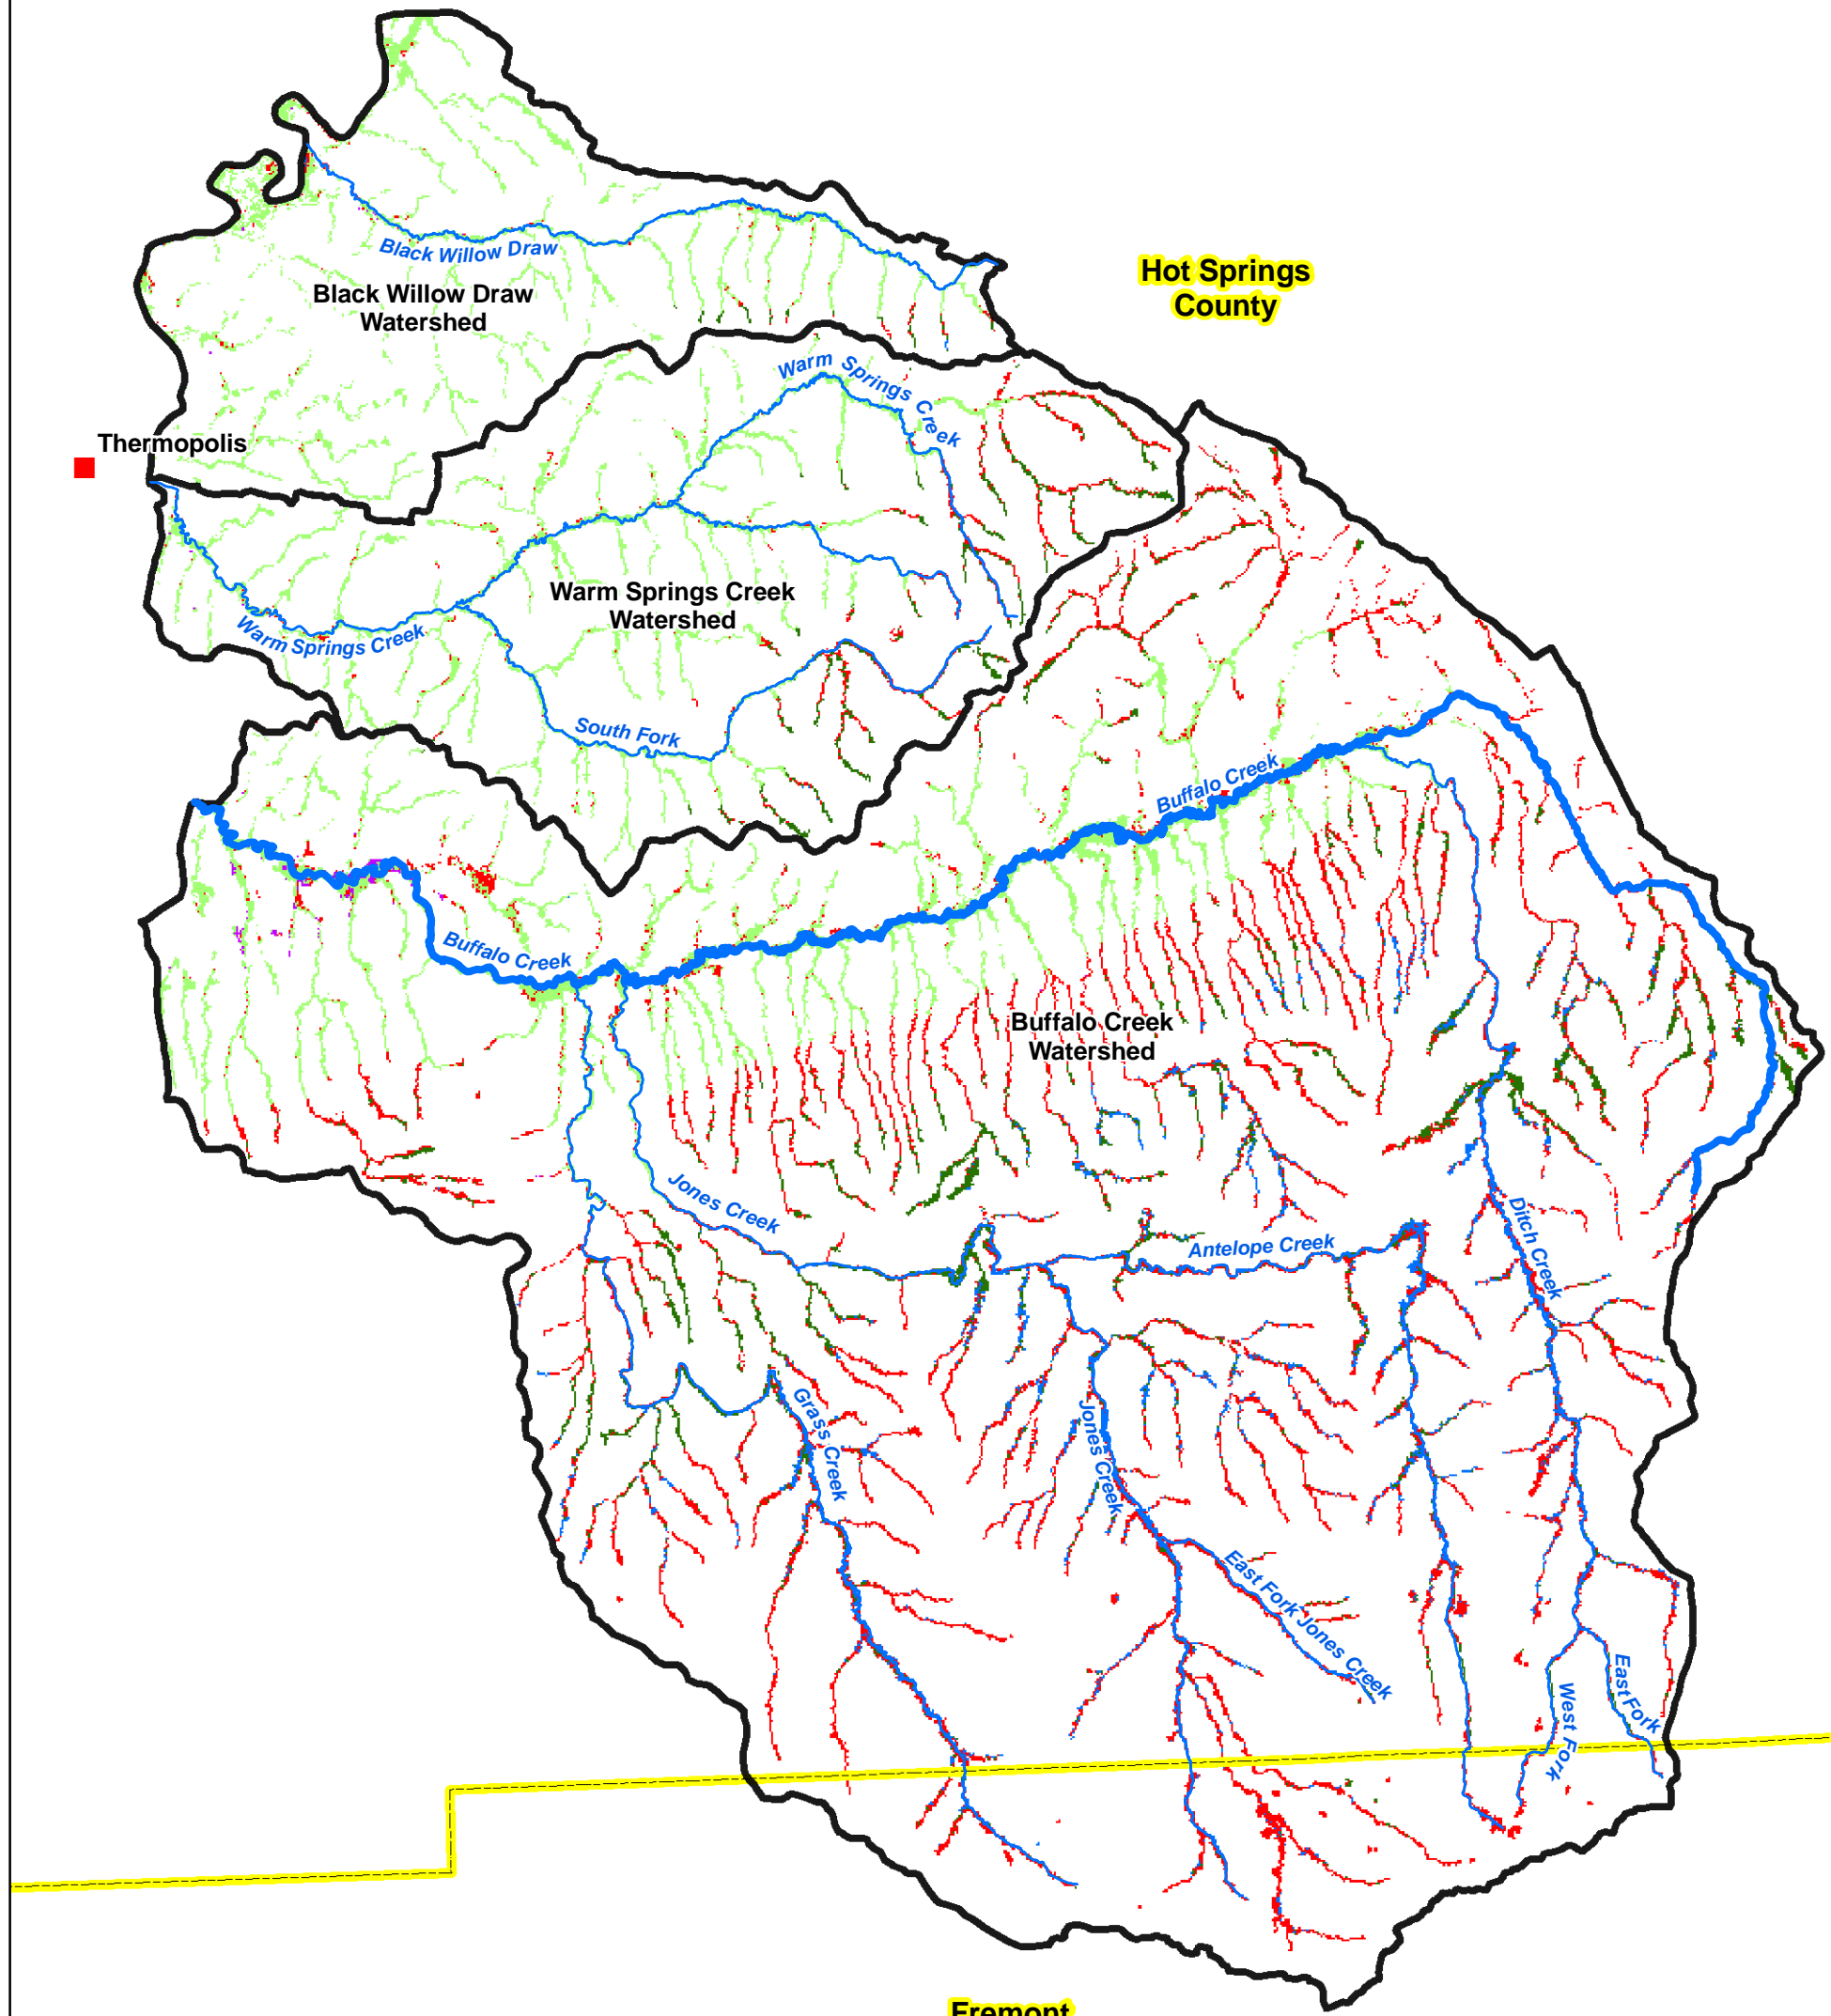 Hot Springs
County
Black Willow Draw
Black Willow Draw
Watershed
Warm Springs Creek
Thermopolis
Warm Springs Creek
Watershed
Warm Springs Creek
South Fork
Buffalo Creek
Buffalo Creek
Buffalo Creek
Watershed
Jones Creek
Antelope Creek
Ditch Creek
Grass Creek
Jones Creek
East Fork Jones Creek
East Fork
West Fork
Fremont